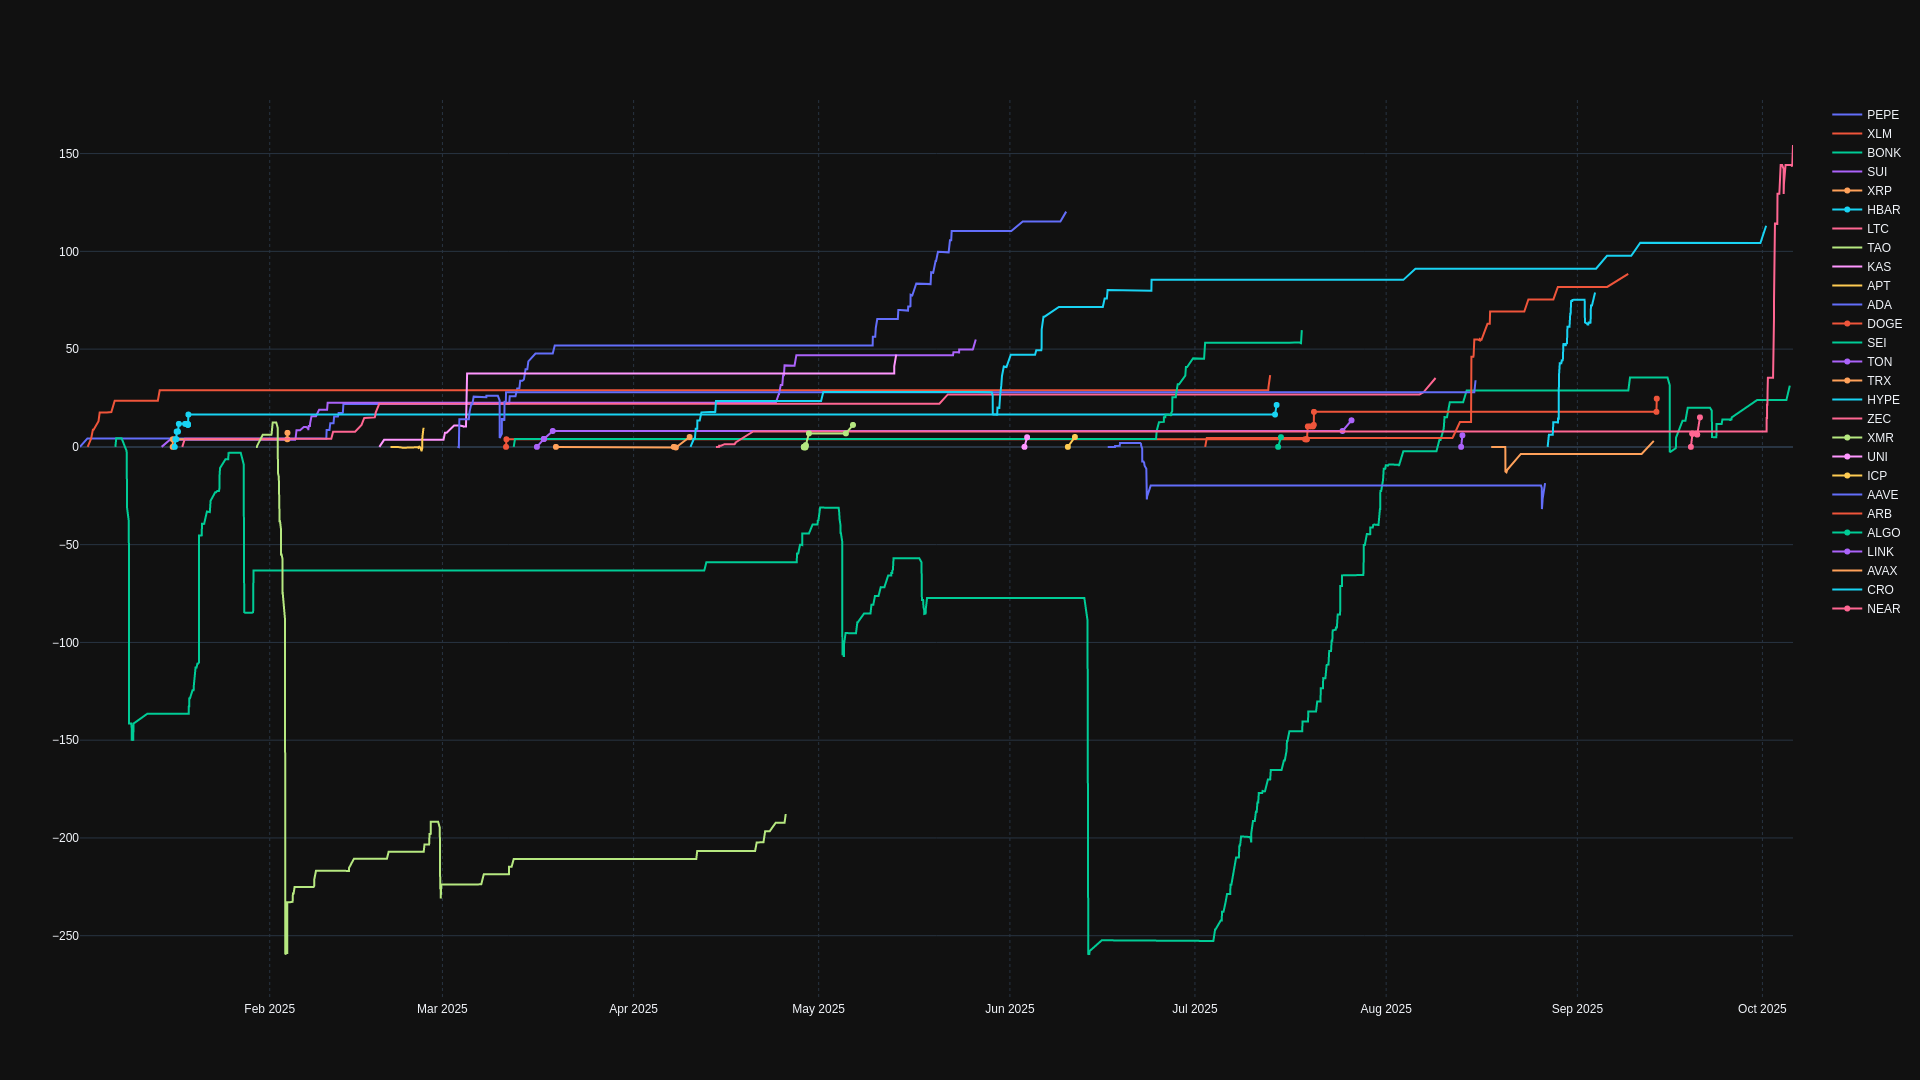 150
100
50
0
−50
−100
−150
−200
−250
Feb 2025
Mar 2025
Apr 2025
May 2025
Jun 2025
Jul 2025
Aug 2025
Sep 2025
Oct 2025
PEPE
XLM
BONK
SUI
XRP
HBAR
LTC
TAO
KAS
APT
ADA
DOGE
SEI
TON
TRX
HYPE
ZEC
XMR
UNI
ICP
AAVE
ARB
ALGO
LINK
AVAX
CRO
NEAR